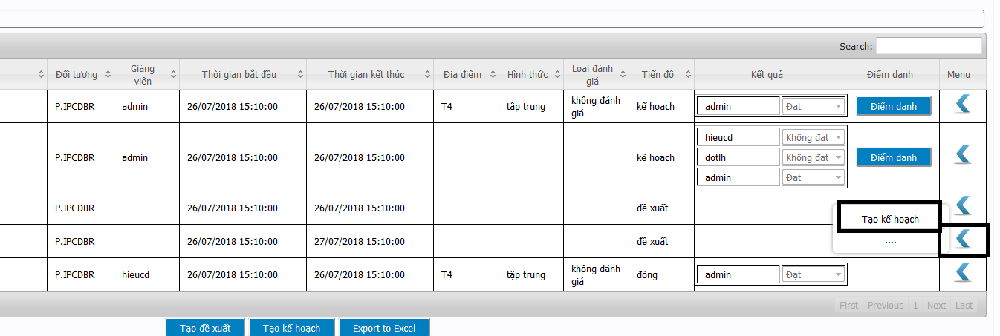 Search:
Đối tượng
Giảng viên
Thời gian bắt đầu
Thời gian kết thúc
Địa điểm
Hình thức
Loại đánh giá
Tiến độ
Kết quả
Điểm danh
Menu
P.IPCDBR admin 26/07/2018 15:10:00 26/07/2018 15:10:00 T4 tập trung không đánh giá kế hoạch admin Đạt Điểm danh
P.IPCDBR admin 26/07/2018 15:10:00 26/07/2018 15:10:00 kế hoạch hieucd Không đạt Điểm danh
dotlh Không đạt
admin Đạt
P.IPCDBR 26/07/2018 15:10:00 26/07/2018 15:10:00 đề xuất
Tạo kế hoạch
P.IPCDBR 26/07/2018 15:10:00 27/07/2018 15:10:00 đề xuất
....
P.IPCDBR hieucd 26/07/2018 15:10:00 26/07/2018 15:10:00 T4 tập trung không đánh giá đóng admin Đạt
First Previous 1 Next Last
Tạo đề xuất Tạo kế hoạch Export to Excel